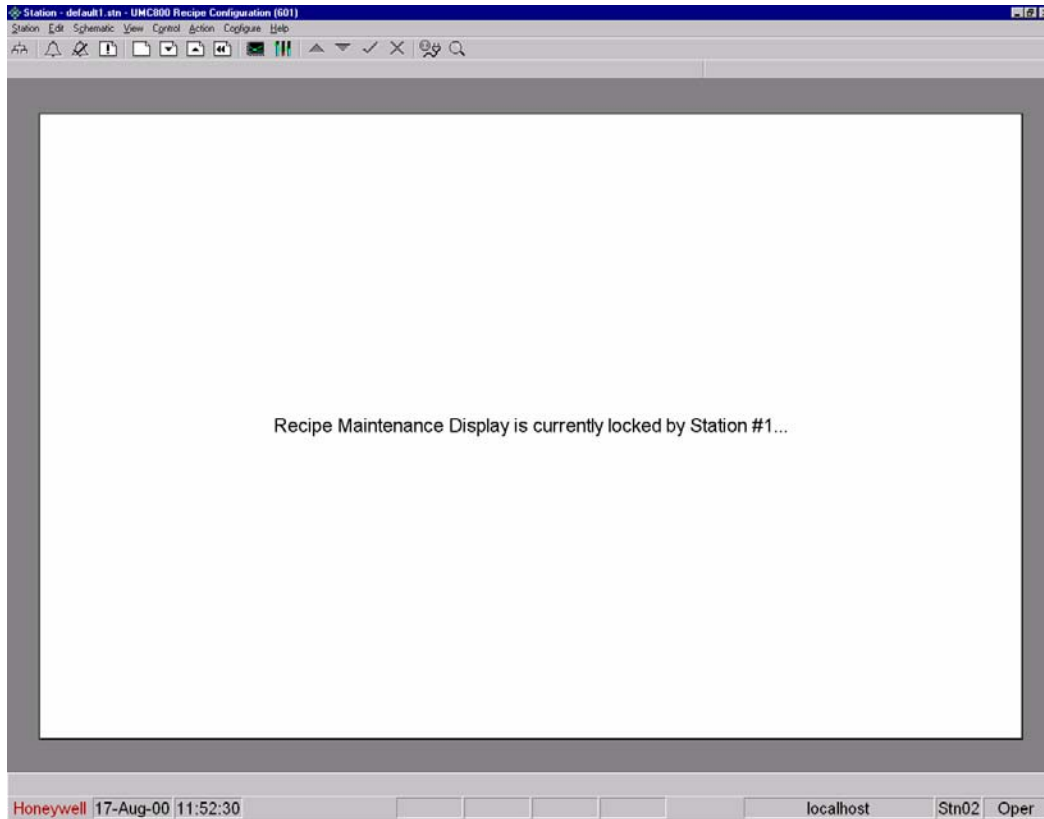 Station - default1.stn - UMC800 Recipe Configuration (601)
Station Edit Schematic View Control Action Configure Help
Recipe Maintenance Display is currently locked by Station #1...
Honeywell 17-Aug-00 11:52:30 localhost Stn02 Oper